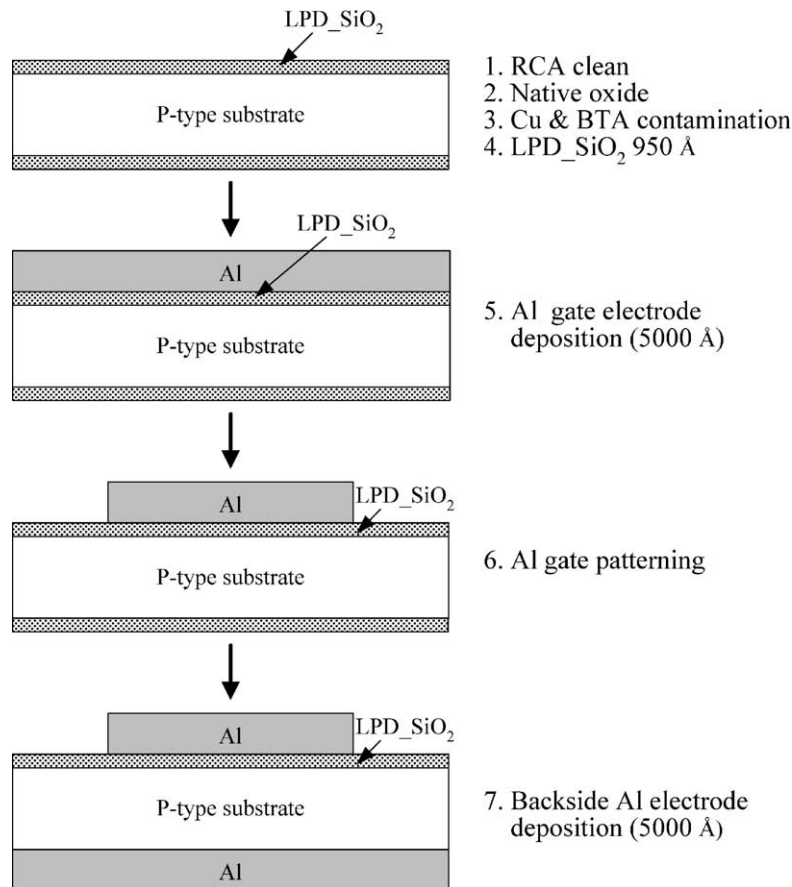 LPD_SiO₂
P-type substrate
1. RCA clean
2. Native oxide
3. Cu & BTA contamination
4. LPD_SiO₂ 950 Å
LPD_SiO₂
Al
P-type substrate
5. Al gate electrode
deposition (5000 Å)
Al
LPD_SiO₂
P-type substrate
6. Al gate patterning
Al
LPD_SiO₂
P-type substrate
Al
7. Backside Al electrode
deposition (5000 Å)